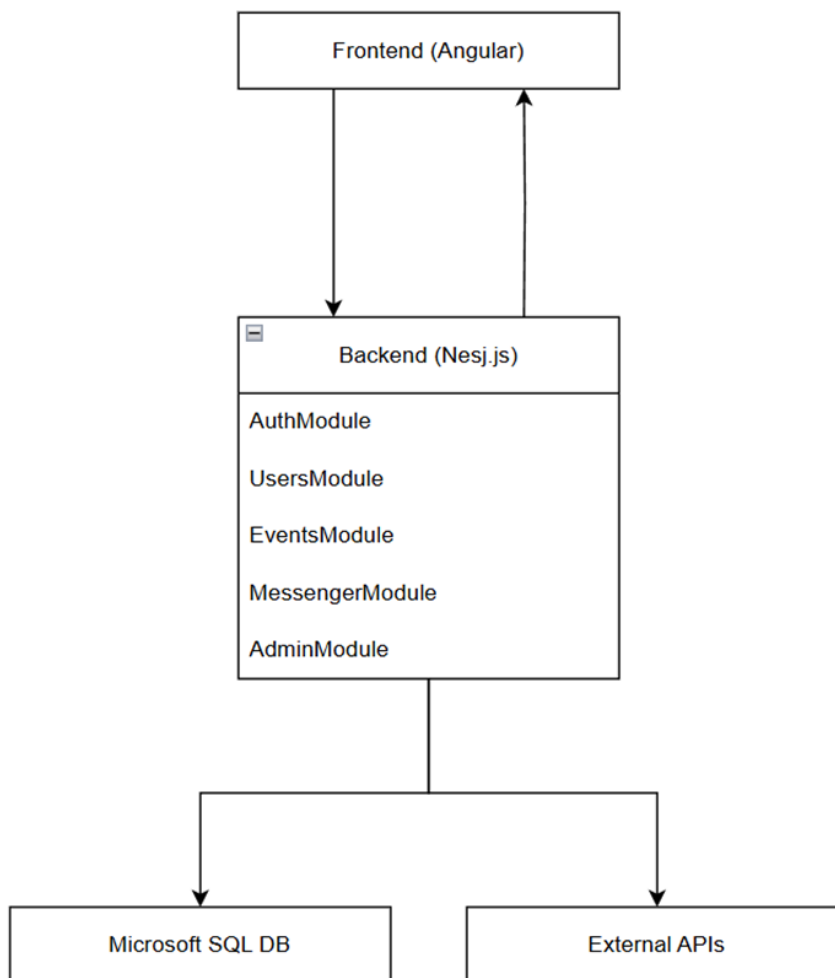 Frontend (Angular)
Backend (Nesj.js)
AuthModule
UsersModule
EventsModule
MessengerModule
AdminModule
Microsoft SQL DB
External APIs